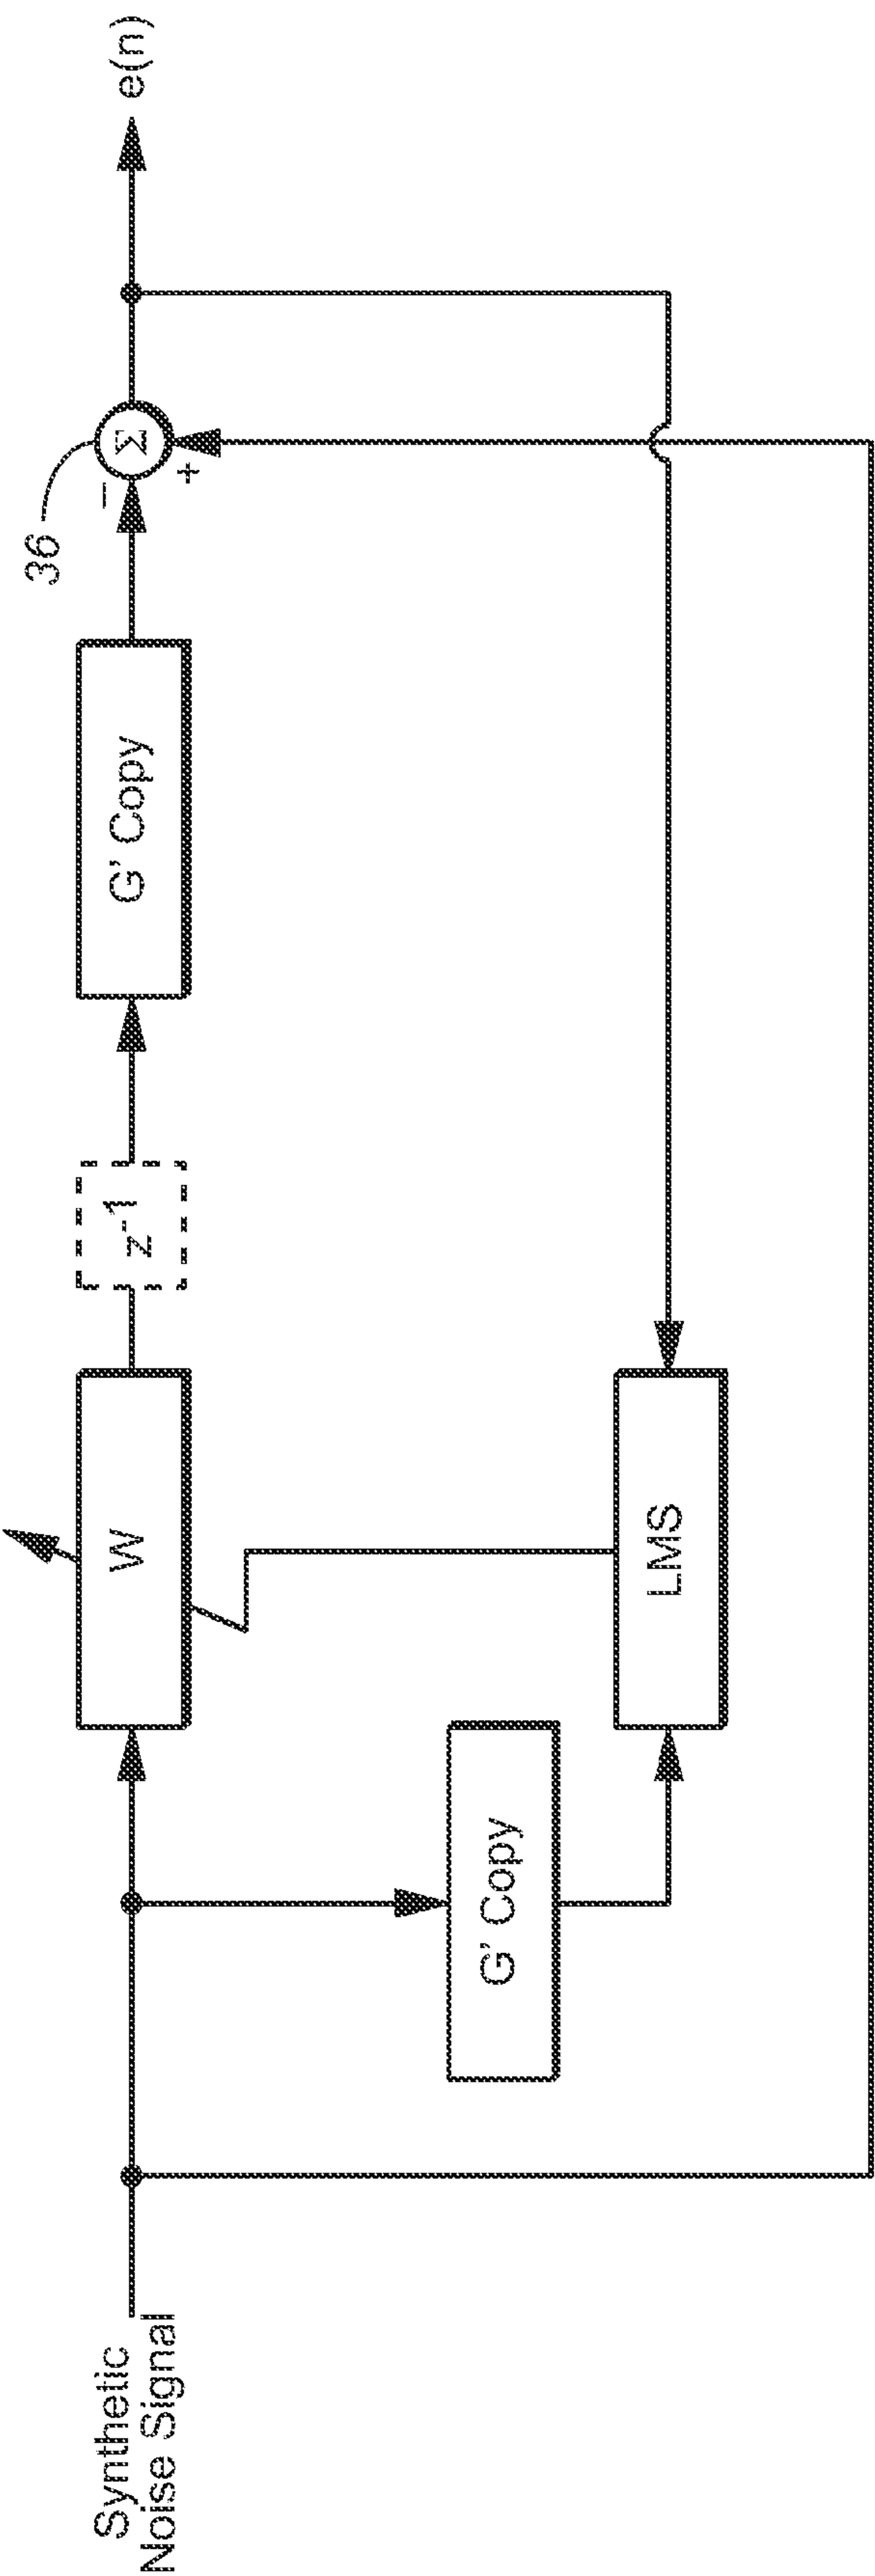 Synthetic
Noise Signal
W
z-1
G' Copy
−
+
Σ
36
e(n)
G' Copy
LMS